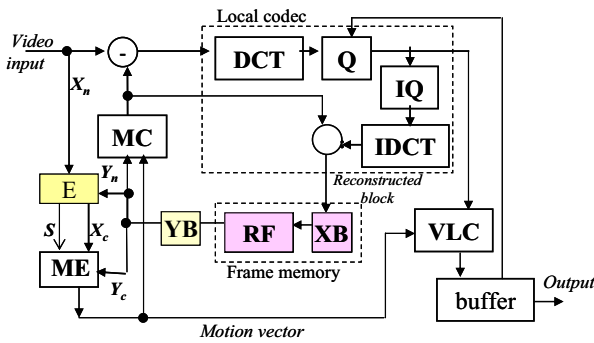 Local codec
Video
input
-
DCT
Q
IQ
X_n
MC
IDCT
Reconstructed
block
E
Y_n
S
X_c
YB
RF
XB
VLC
ME
Y_c
Frame memory
buffer
Output
Motion vector